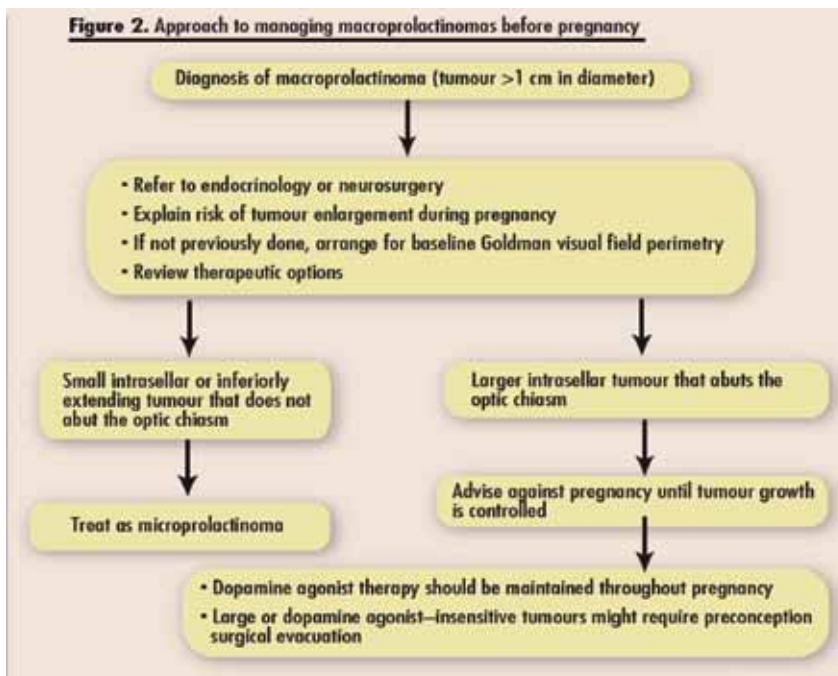 Figure 2. Approach to managing macroprolactinomas before pregnancy
Diagnosis of macroprolactinoma (tumour >1 cm in diameter)
• Refer to endocrinology or neurosurgery
• Explain risk of tumour enlargement during pregnancy
• If not previously done, arrange for baseline Goldman visual field perimetry
• Review therapeutic options
Small intrasellar or inferiorly
extending tumour that does not
abut the optic chiasm
Treat as microprolactinoma
Larger intrasellar tumour that abuts the
optic chiasm
Advise against pregnancy until tumour growth
is controlled
• Dopamine agonist therapy should be maintained throughout pregnancy
• Large or dopamine agonist–insensitive tumours might require preconception
surgical evacuation